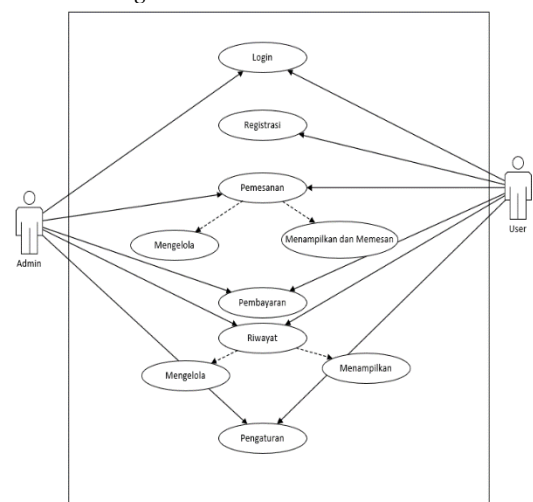 Login
Registrasi
Pemesanan
Mengelola
Menampilkan dan Memesan
Admin
User
Pembayaran
Riwayat
Mengelola
Menampilkan
Pengaturan